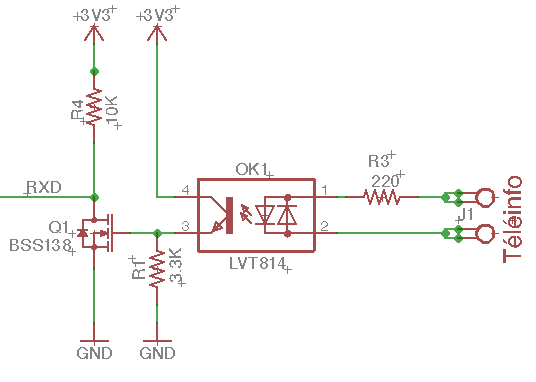 +3V3
+3V3
R4
10K
OK1
R3
220
RXD
4
1
J1
Téléinfo
Q1
BSS138
3
2
R1
3.3K
LVT814
GND
GND